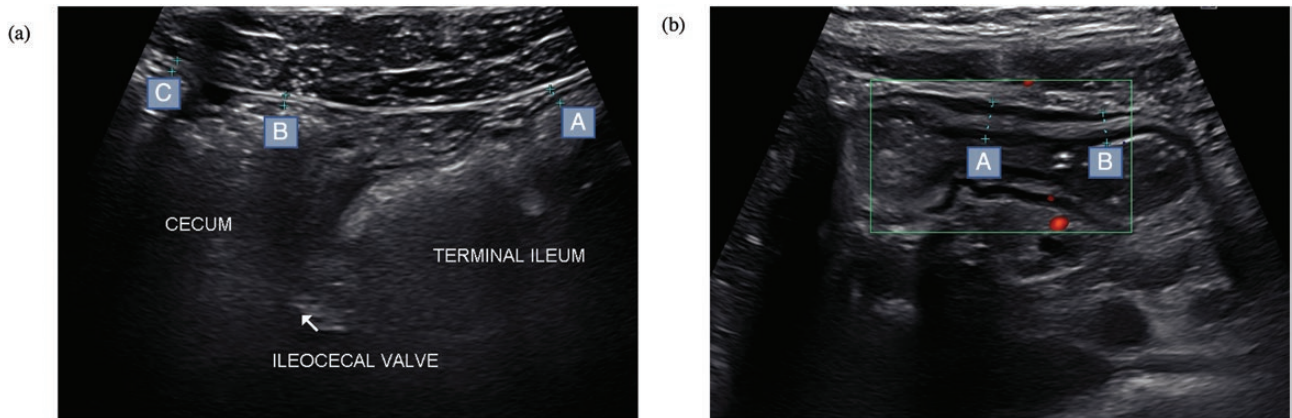 (a)
C
B
A
CECUM
TERMINAL ILEUM
ILEOCECAL VALVE
(b)
A
B